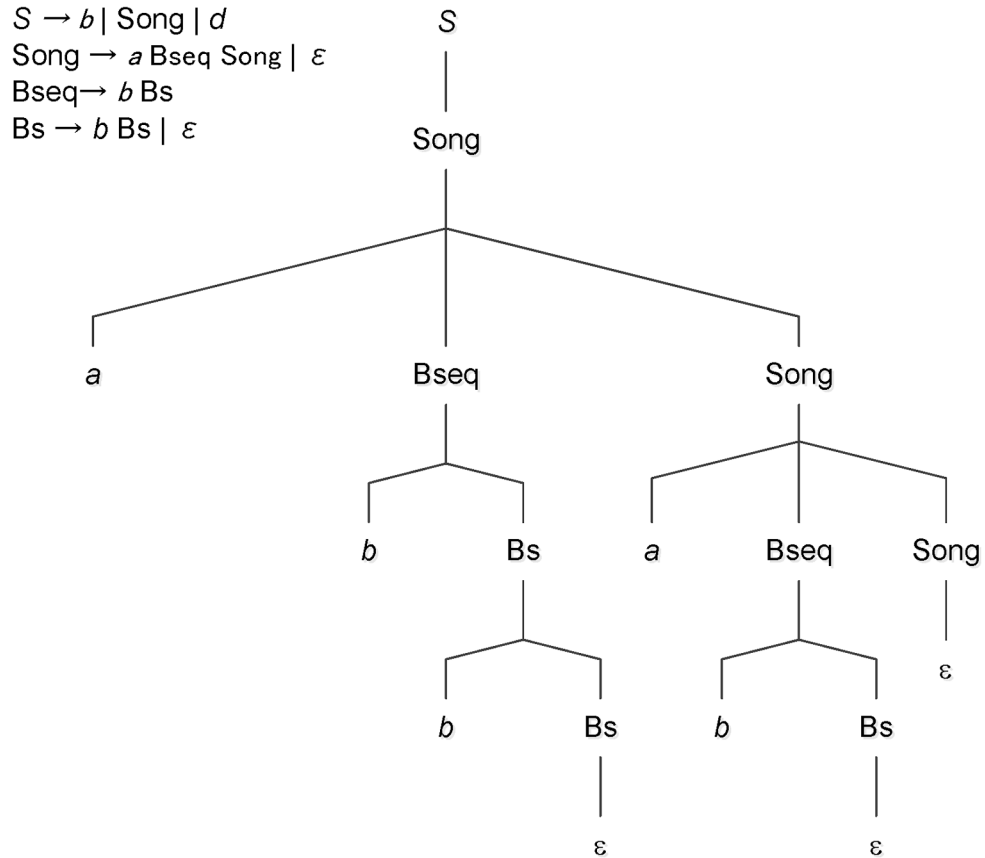 S → b | Song | d
Song → a Bseq Song | ε
Bseq→ b Bs
Bs → b Bs | ε
S
Song
a Bseq Song
b Bs a Bseq Song
ε
b Bs b Bs
ε ε